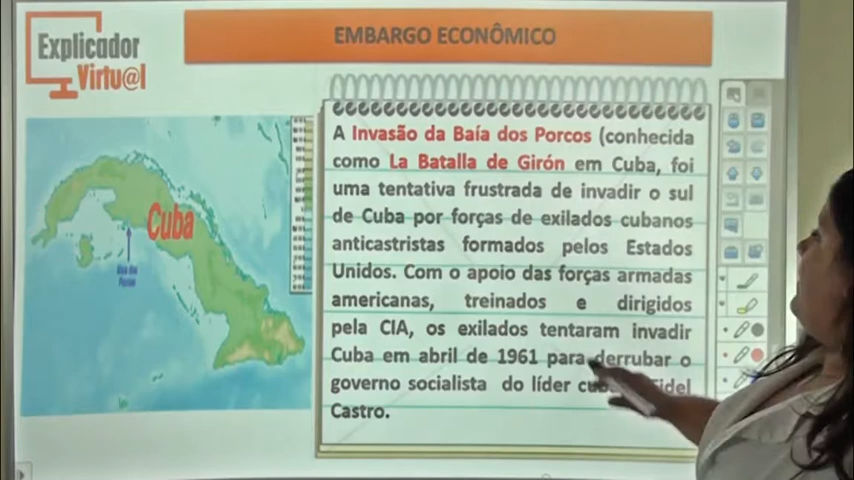 Explicador
Virtu@l
EMBARGO ECONÔMICO
Cuba
A Invasão da Baía dos Porcos (conhecida
como La Batalla de Girón em Cuba, foi
uma tentativa frustrada de invadir o sul
de Cuba por forças de exilados cubanos
anticastristas formados pelos Estados
Unidos. Com o apoio das forças armadas
americanas, treinados e dirigidos
pela CIA, os exilados tentaram invadir
Cuba em abril de 1961 para derrubar o
governo socialista do líder Fidel
Castro.